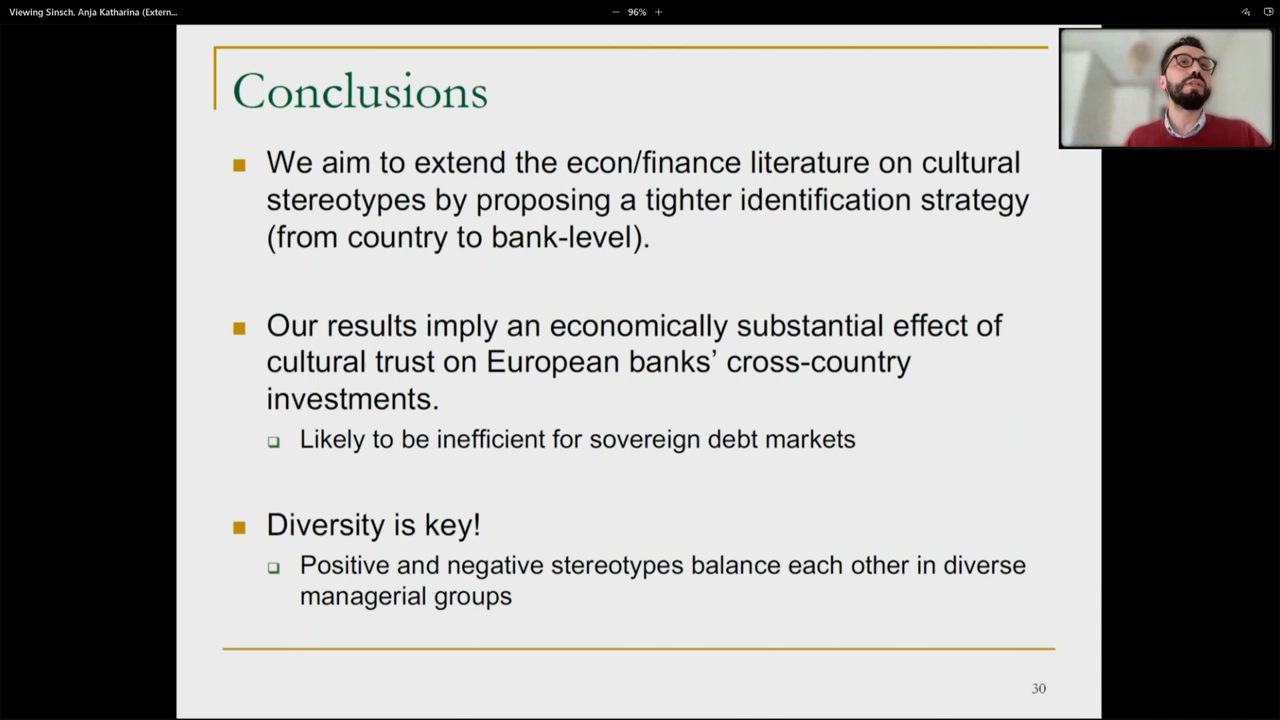 Viewing Sinsch, Anja Katharina (Extern...
96%
Conclusions
We aim to extend the econ/finance literature on cultural
stereotypes by proposing a tighter identification strategy
(from country to bank-level).
Our results imply an economically substantial effect of
cultural trust on European banks’ cross-country
investments.
Likely to be inefficient for sovereign debt markets
Diversity is key!
Positive and negative stereotypes balance each other in diverse
managerial groups
30